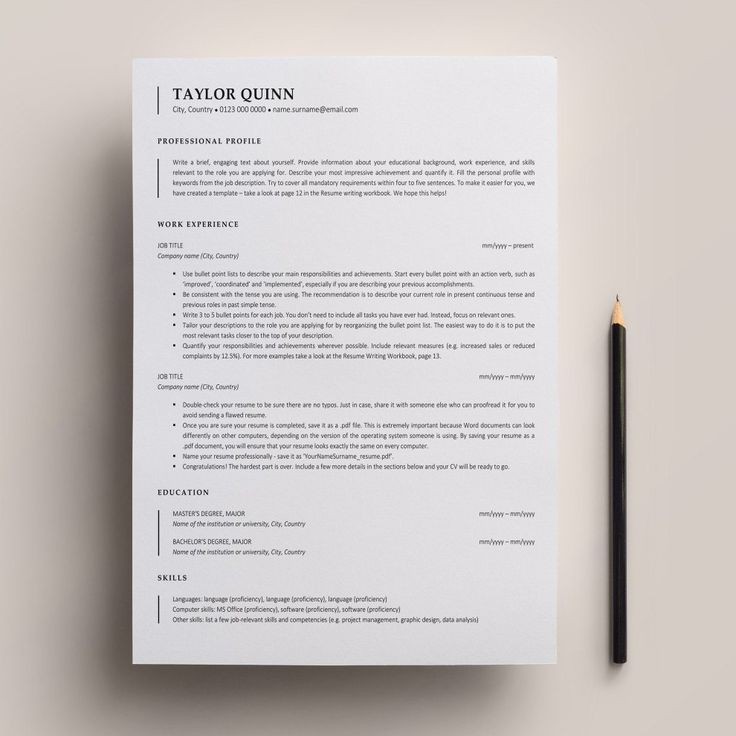 TAYLOR QUINN
City, Country • 0123 000 0000 • name.surname@email.com
PROFESSIONAL PROFILE
Write a brief, engaging text about yourself. Provide information about your educational background, work experience, and skills
relevant to the role you are applying for. Describe your most impressive achievement and quantify it. Fill the personal profile with
keywords from the job description. Try to cover all mandatory requirements within four to five sentences. To make it easier for you, we
have created a template – take a look at page 12 in the Resume writing workbook. We hope this helps!
WORK EXPERIENCE
JOB TITLE mm/yyyy – present
Company name (City, Country)
▪ Use bullet point lists to describe your main responsibilities and achievements. Start every bullet point with an action verb, such as
‘improved’, ‘coordinated’ and ‘implemented’, especially if you are describing your previous accomplishments.
▪ Be consistent with the tense you are using. The recommendation is to describe your current role in present continuous tense and
previous roles in past simple tense.
▪ Write 3 to 5 bullet points for each job. You don’t need to include all tasks you have ever had. Instead, focus on relevant ones.
▪ Tailor your descriptions to the role you are applying for by reorganizing the bullet point list. The easiest way to do it is to put the
most relevant tasks closer to the top of your description.
▪ Quantify your responsibilities and achievements wherever possible. Include relevant measures (e.g. increased sales or reduced
complaints by 12.5%). For more examples take a look at the Resume Writing Workbook, page 13.
JOB TITLE mm/yyyy – mm/yyyy
Company name (City, Country)
▪ Double-check your resume to be sure there are no typos. Just in case, share it with someone else who can proofread it for you to
avoid sending a flawed resume.
▪ Once you are sure your resume is completed, save it as a .pdf file. This is extremely important because Word documents can look
differently on other computers, depending on the version of the operating system someone is using. By saving your resume as a
.pdf document, you will ensure that your resume looks exactly the same on every computer.
▪ Name your resume professionally - save it as ‘YourNameSurname_resume.pdf’.
▪ Congratulations! The hardest part is over. Include a few more details in the sections below and your CV will be ready to go.
EDUCATION
MASTER’S DEGREE, MAJOR mm/yyyy – mm/yyyy
Name of the institution or university, City, Country
BACHELOR’S DEGREE, MAJOR mm/yyyy – mm/yyyy
Name of the institution or university, City, Country
SKILLS
Languages: language (proficiency), language (proficiency), language (proficiency)
Computer skills: MS Office (proficiency), software (proficiency), software (proficiency)
Other skills: list a few job-relevant skills and competencies (e.g. project management, graphic design, data analysis)